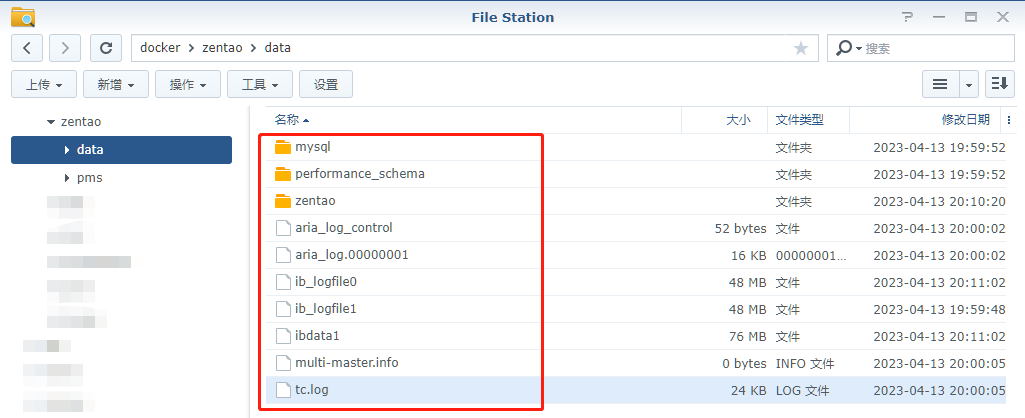 File Station
docker > zentao > data
搜索
上传 新增 操作 工具 设置
zentao
data
pms
名称 大小 文件类型 修改日期
mysql 文件夹 2023-04-13 19:59:52
performance_schema 文件夹 2023-04-13 19:59:52
zentao 文件夹 2023-04-13 20:10:20
aria_log_control 52 bytes 文件 2023-04-13 20:00:02
aria_log.00000001 16 KB 00000001... 2023-04-13 20:00:02
ib_logfile0 48 MB 文件 2023-04-13 20:11:02
ib_logfile1 48 MB 文件 2023-04-13 19:59:48
ibdata1 76 MB 文件 2023-04-13 20:11:02
multi-master.info 0 bytes INFO 文件 2023-04-13 20:00:05
tc.log 24 KB LOG 文件 2023-04-13 20:00:05